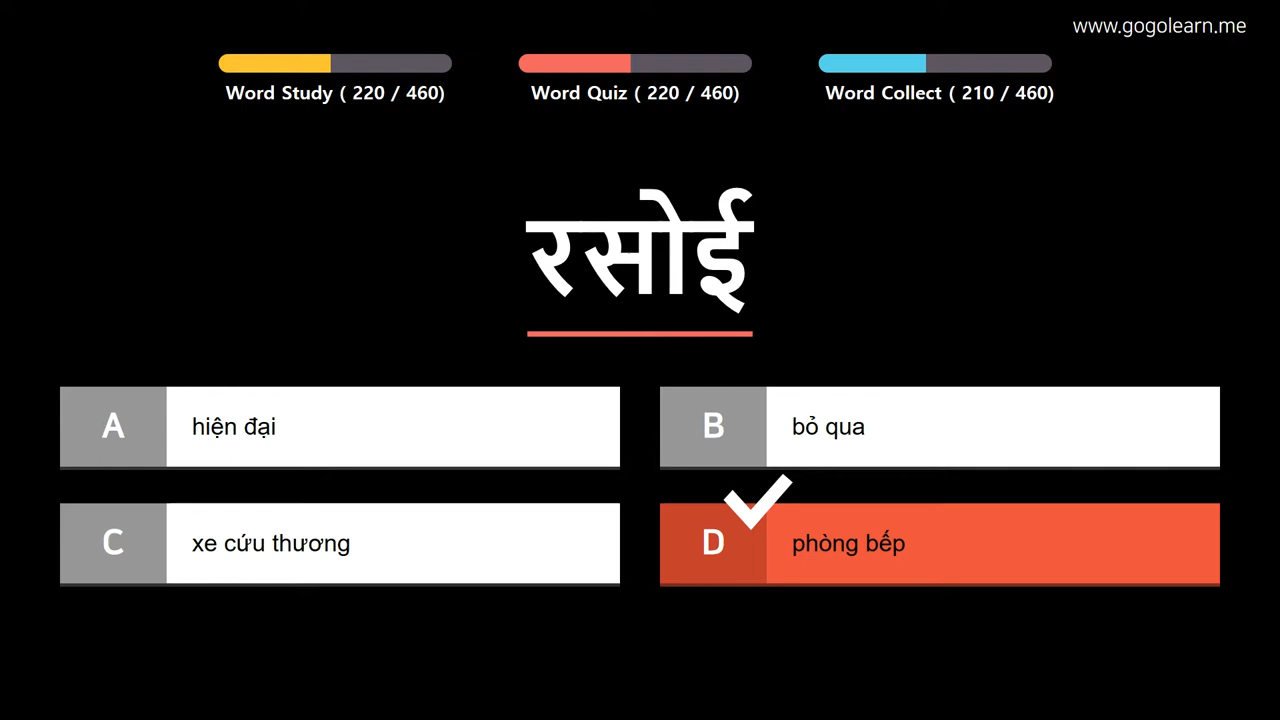 www.gogolearn.me
Word Study ( 220 / 460)
Word Quiz ( 220 / 460)
Word Collect ( 210 / 460)
रसोई
A hiện đại
B bỏ qua
C xe cứu thương
D phòng bếp